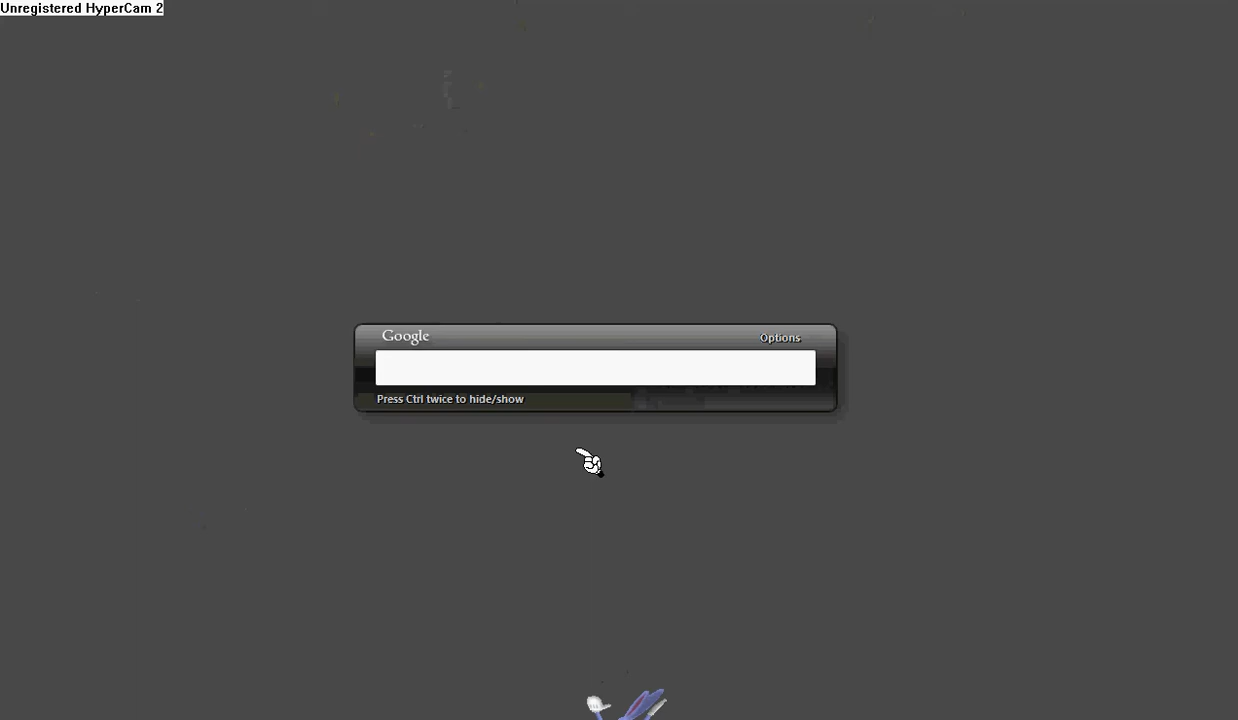 Unregistered HyperCam 2
Google
Options
Press Ctrl twice to hide/show